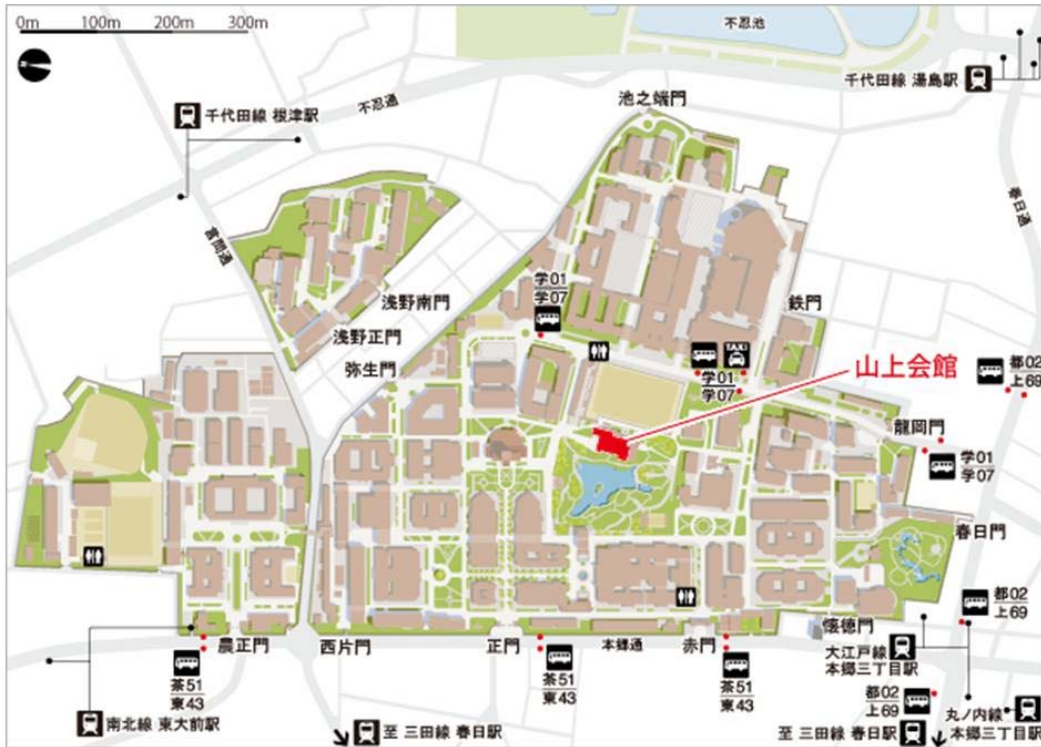 0m 100m 200m 300m
不忍池
千代田線 湯島駅
池之端門
千代田線 根津駅
不忍通
春日通
言問通
浅野南門
浅野正門
弥生門
学01
学07
鉄門
TAXI
学01
学07
山上会館
都02
上69
龍岡門
学01
学07
春日門
都02
上69
懐徳門
農正門
西片門
正門
本郷通
赤門
大江戸線
本郷三丁目駅
茶51
東43
茶51
東43
茶51
東43
都02
上69
丸ノ内線
本郷三丁目駅
南北線 東大前駅
至 三田線 春日駅
至 三田線 春日駅